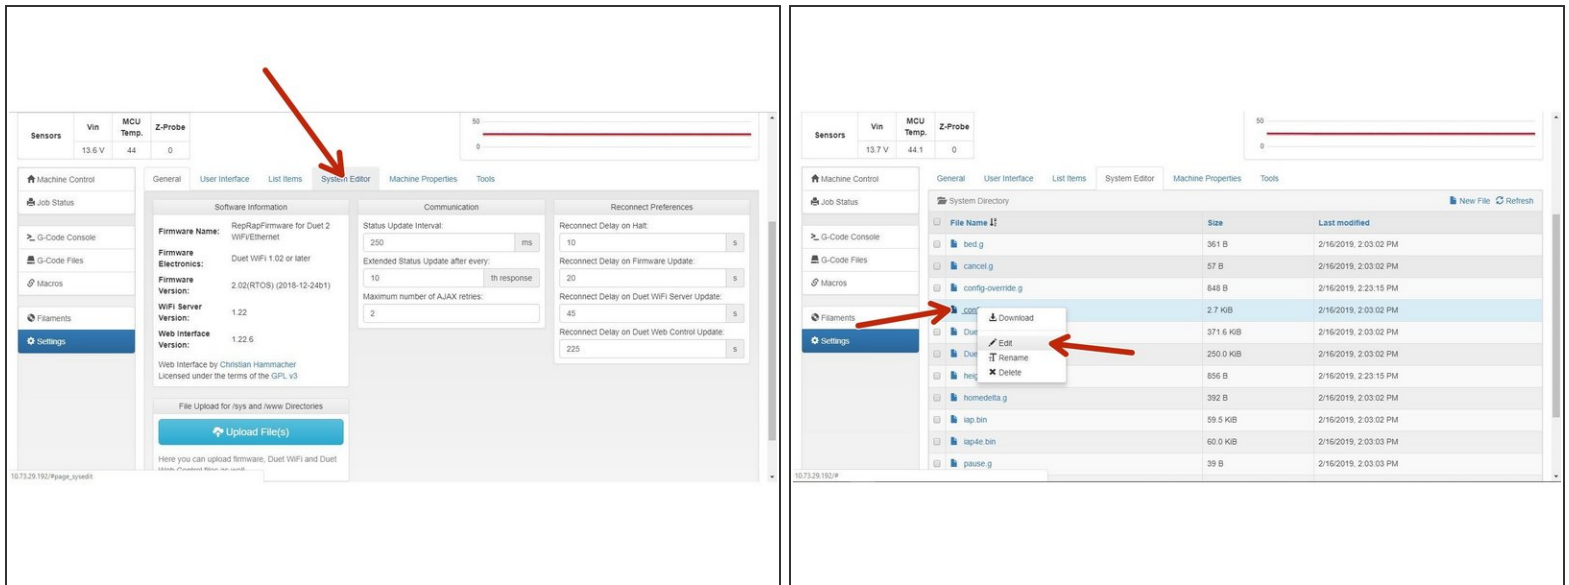 Sensors
Vin
MCU Temp.
Z-Probe
13.6 V
44
0
50
0
Machine Control
Job Status
G-Code Console
G-Code Files
Macros
Filaments
Settings
General
User Interface
List Items
System Editor
Machine Properties
Tools
Software Information
Firmware Name:
RepRapFirmware for Duet 2
WiFi/Ethernet
Firmware
Electronics:
Duet WiFi 1.02 or later
Firmware
Version:
2.02(RTOS) (2018-12-24b1)
WiFi Server
Version:
1.22
Web Interface
Version:
1.22.6
Web Interface by Christian Hammacher
Licensed under the terms of the GPL v3
File Upload for /sys and /www Directories
Upload File(s)
Here you can upload firmware, Duet WiFi and Duet
Communication
Status Update Interval:
250
ms
Extended Status Update after every:
10
th response
Maximum number of AJAX retries:
2
Reconnect Preferences
Reconnect Delay on Halt:
10
s
Reconnect Delay on Firmware Update:
20
s
Reconnect Delay on Duet WiFi Server Update:
45
s
Reconnect Delay on Duet Web Control Update:
225
s
10.73.29.192/#page_sysedit
Sensors
Vin
MCU Temp.
Z-Probe
13.7 V
44.1
0
50
0
Machine Control
Job Status
G-Code Console
G-Code Files
Macros
Filaments
Settings
General
User Interface
List Items
System Editor
Machine Properties
Tools
System Directory
New File
Refresh
File Name
Size
Last modified
bed.g
361 B
2/16/2019, 2:03:02 PM
cancel.g
57 B
2/16/2019, 2:03:02 PM
config-override.g
848 B
2/16/2019, 2:23:15 PM
2.7 KiB
2/16/2019, 2:03:02 PM
Due
371.6 KiB
2/16/2019, 2:03:02 PM
Due
250.0 KiB
2/16/2019, 2:03:02 PM
heig
856 B
2/16/2019, 2:23:15 PM
homedelta.g
392 B
2/16/2019, 2:03:02 PM
iap.bin
59.5 KiB
2/16/2019, 2:03:02 PM
iap4e.bin
60.0 KiB
2/16/2019, 2:03:03 PM
pause.g
39 B
2/16/2019, 2:03:03 PM
Download
Edit
Rename
Delete
10.73.29.192/#